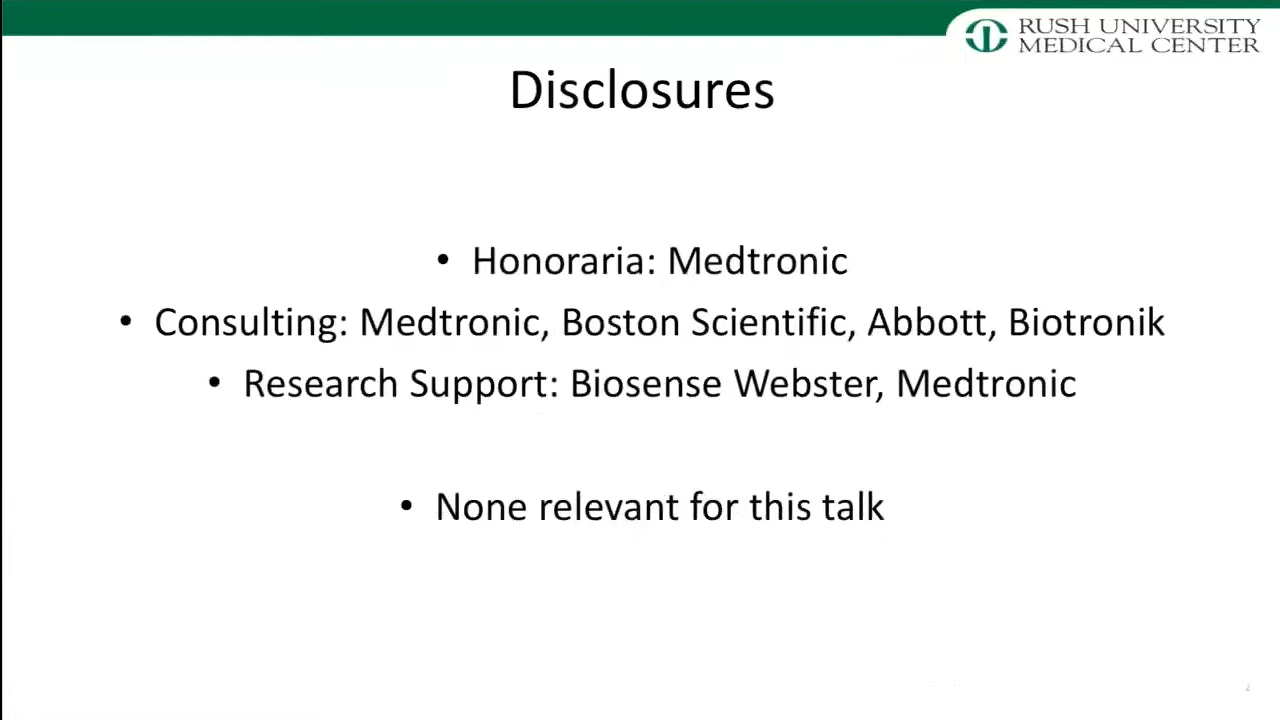 RUSH UNIVERSITY
MEDICAL CENTER
Disclosures
• Honoraria: Medtronic
• Consulting: Medtronic, Boston Scientific, Abbott, Biotronik
• Research Support: Biosense Webster, Medtronic
• None relevant for this talk